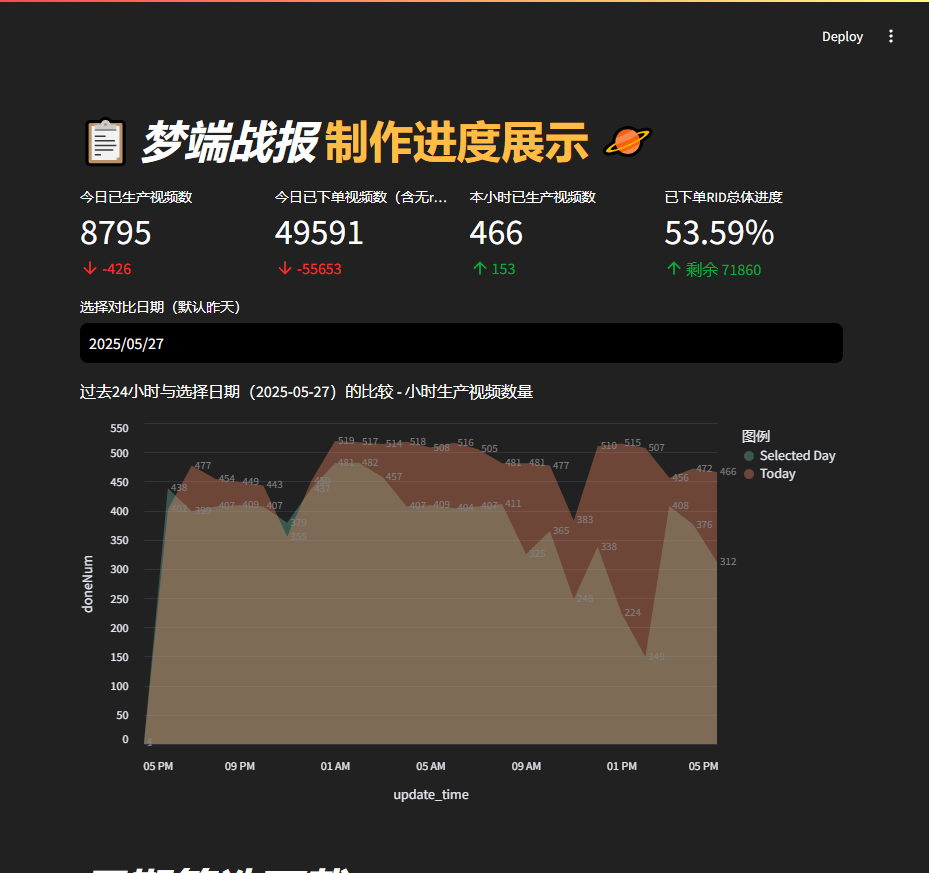 Deploy
梦端战报 制作进度展示
今日已生产视频数
8795
-426
今日已下单视频数（含无r...
49591
-55653
本小时已生产视频数
466
153
已下单RID总体进度
53.59%
剩余 71860
选择对比日期（默认昨天）
2025/05/27
过去24小时与选择日期（2025-05-27）的比较 - 小时生产视频数量
图例
Selected Day
Today
doneNum
550
500
450
400
350
300
250
200
150
100
50
0
519 517 514 518 508 516 505 481 481 477 510 515 507 472 466
477 454 449 443 456
438 481 482 457
407 409 407 407 409 404 407 411 383 408 376
379 365 338 312
355 325
248 224
149
05 PM
09 PM
01 AM
05 AM
09 AM
01 PM
05 PM
update_time